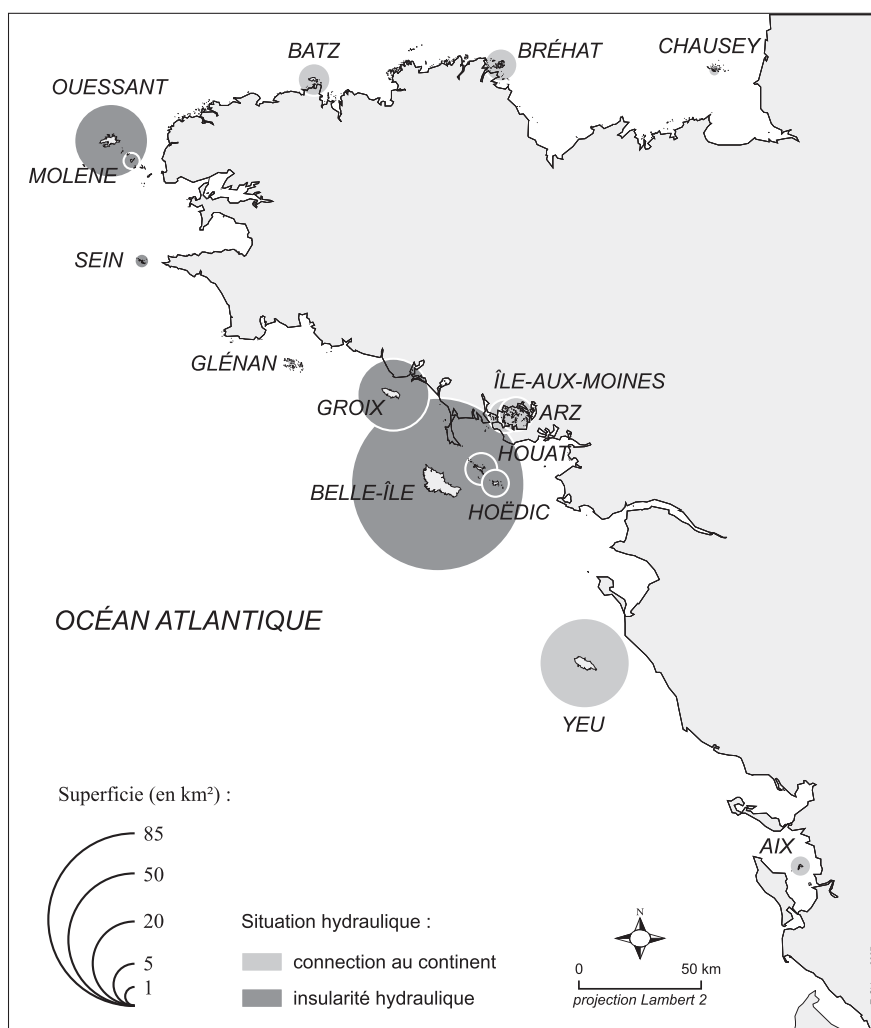 BATZ
BRÉHAT
CHAUSEY
OUESSANT
MOLÈNE
SEIN
GLÉNAN
ÎLE-AUX-MOINES
GROIX
ARZ
HOUAT
BELLE-ÎLE
HOËDIC
OCÉAN ATLANTIQUE
YEU
Superficie (en km²) :
85
50
20
5
1
AIX
Situation hydraulique :
connection au continent
insularité hydraulique
N
0 50 km
projection Lambert 2